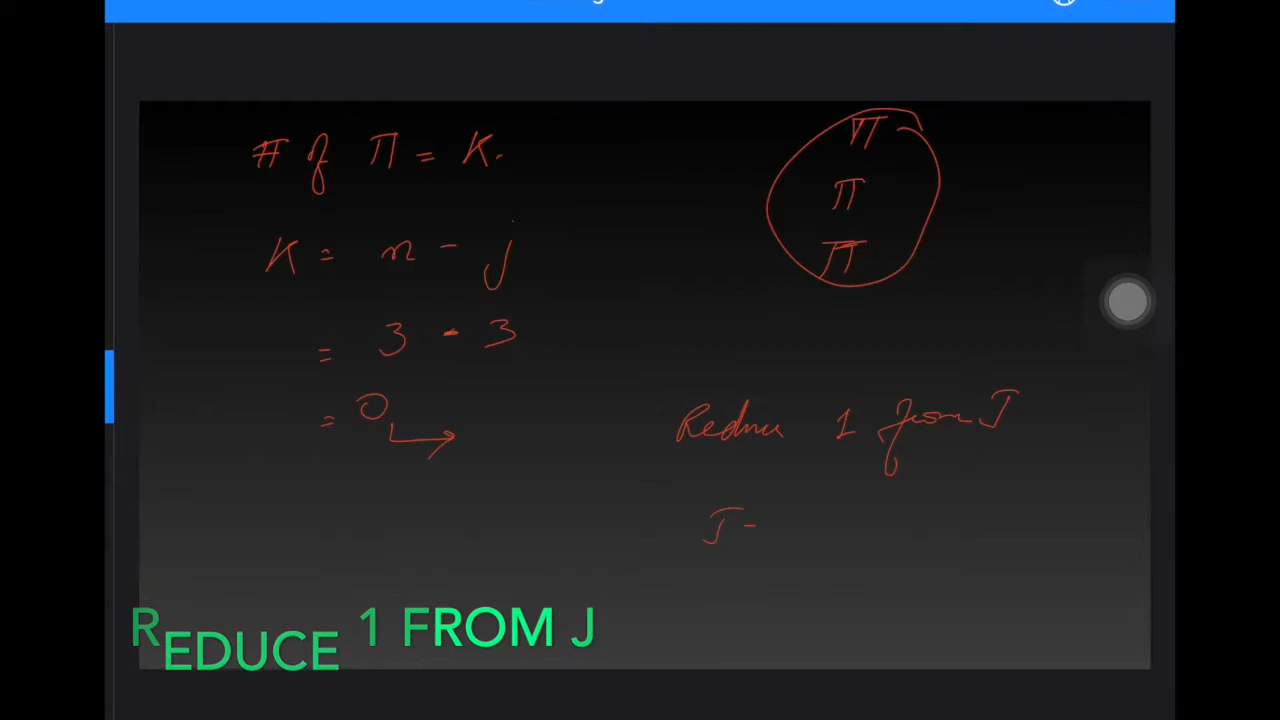 # of Π = K.
K = n - j
= 3 - 3
= 0
Π
Π
Π
Reduce 1 from J
J -
REDUCE 1 FROM J